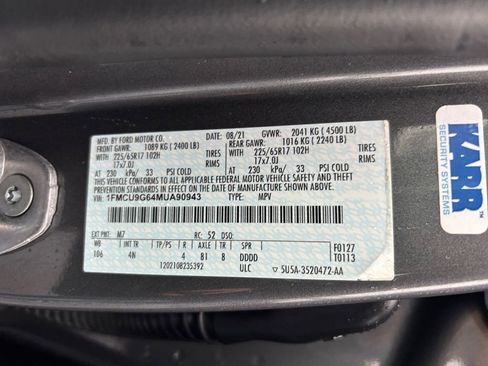 MFD. BY FORD MOTOR CO. DATE: 08/21 GVWR: 2041 KG ( 4500 LB)
FRONT GAWR: 1089 KG ( 2400 LB) REAR GAWR: 1016 KG ( 2240 LB)
WITH 225/65R17 102H TIRES WITH 225/65R17 102H TIRES
17x7.0J RIMS 17x7.0J RIMS
AT 230 kPa/ 33 PSI COLD AT 230 kPa/ 33 PSI COLD
THIS VEHICLE CONFORMS TO ALL APPLICABLE FEDERAL MOTOR VEHICLE SAFETY, BUMPER, AND THEFT PREVENTION STANDARDS IN EFFECT ON THE DATE OF MANUFACTURE SHOWN ABOVE.
VIN: 1FMCU9G64MUA90943 TYPE: MPV
EXT PNT: M7 RC: 52 DSO:
WB INT TR TP/PS R AXLE TR SPR F0127
106 4N 4 81 8 DDDD T0113
1202108235392 ULC ▽ 5U5A-3520472-AA
KARR
SECURITY SYSTEMS